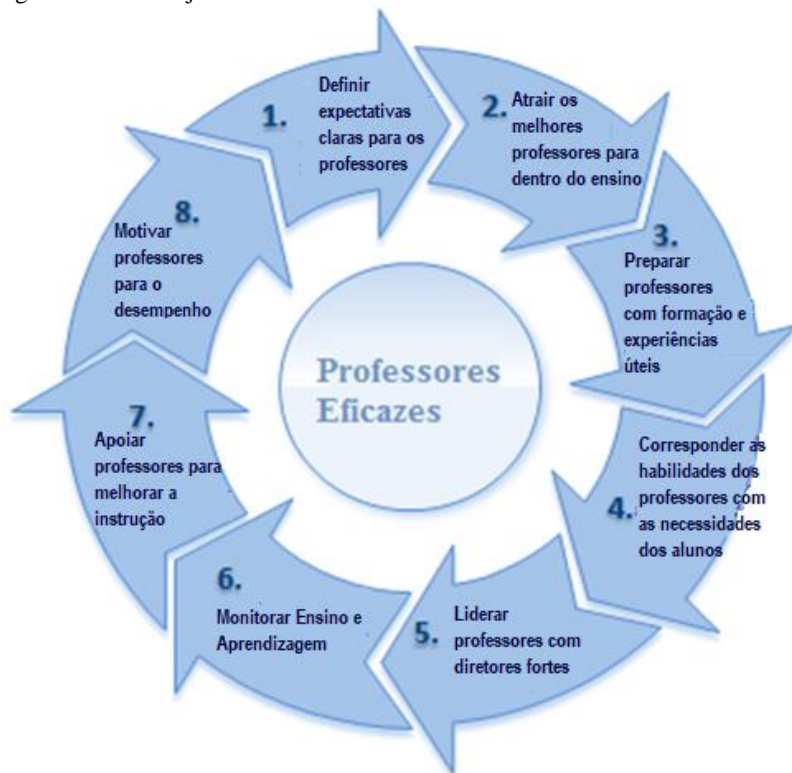 1.
Definir
expectativas
claras para os
professores
2.
Atrair os
melhores
professores para
dentro do ensino
3.
Preparar
professores
com formação e
experiências
úteis
4.
Corresponder as
habilidades dos
professores com
as necessidades
dos alunos
5.
Liderar
professores com
diretores fortes
6.
Monitorar Ensino e
Aprendizagem
7.
Apoiar
professores para
melhorar a
instrução
8.
Motivar
professores
para o
desempenho
Professores
Eficazes